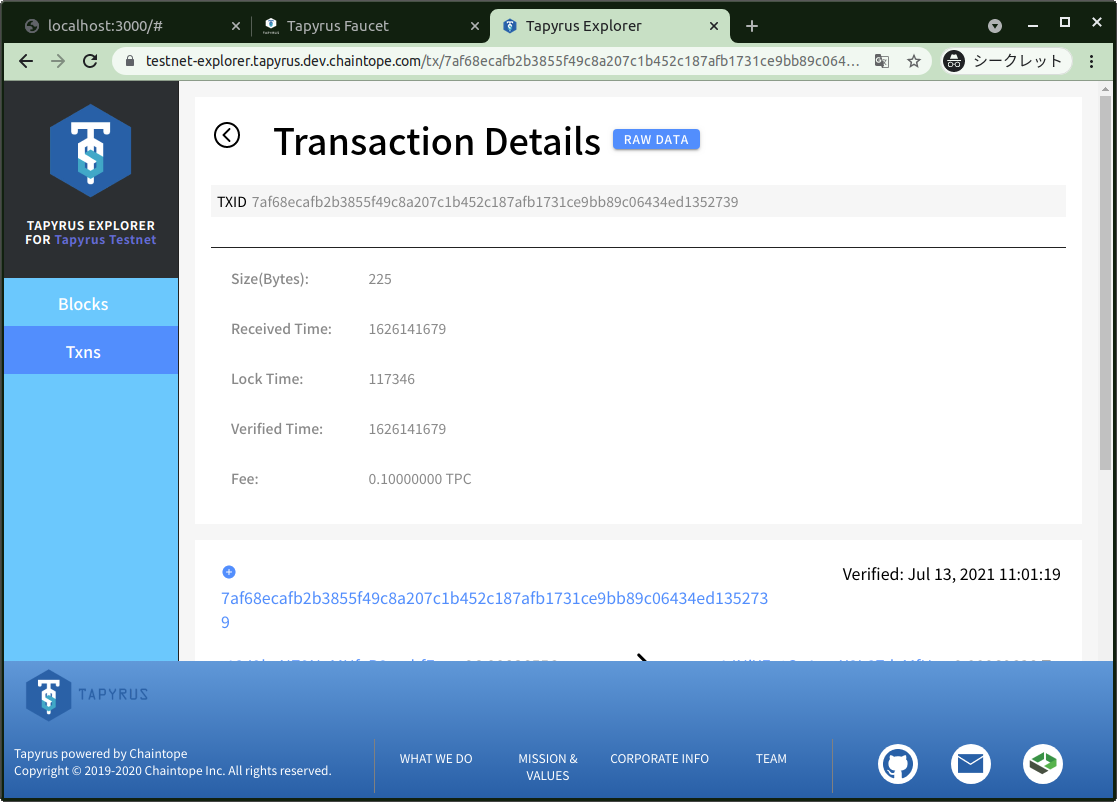 localhost:3000/#
Tapyrus Faucet
Tapyrus Explorer
testnet-explorer.tapyrus.dev.chaintope.com/tx/7af68ecafb2b3855f49c8a207c1b452c187afb1731ce9bb89c064...
シークレット
TAPYRUS EXPLORER
FOR Tapyrus Testnet
Blocks
Txns
Transaction Details RAW DATA
TXID 7af68ecafb2b3855f49c8a207c1b452c187afb1731ce9bb89c06434ed1352739
Size(Bytes): 225
Received Time: 1626141679
Lock Time: 117346
Verified Time: 1626141679
Fee: 0.10000000 TPC
Verified: Jul 13, 2021 11:01:19
7af68ecafb2b3855f49c8a207c1b452c187afb1731ce9bb89c06434ed135273
9
TAPYRUS
Tapyrus powered by Chaintope
Copyright © 2019-2020 Chaintope Inc. All rights reserved.
WHAT WE DO
MISSION &
VALUES
CORPORATE INFO
TEAM